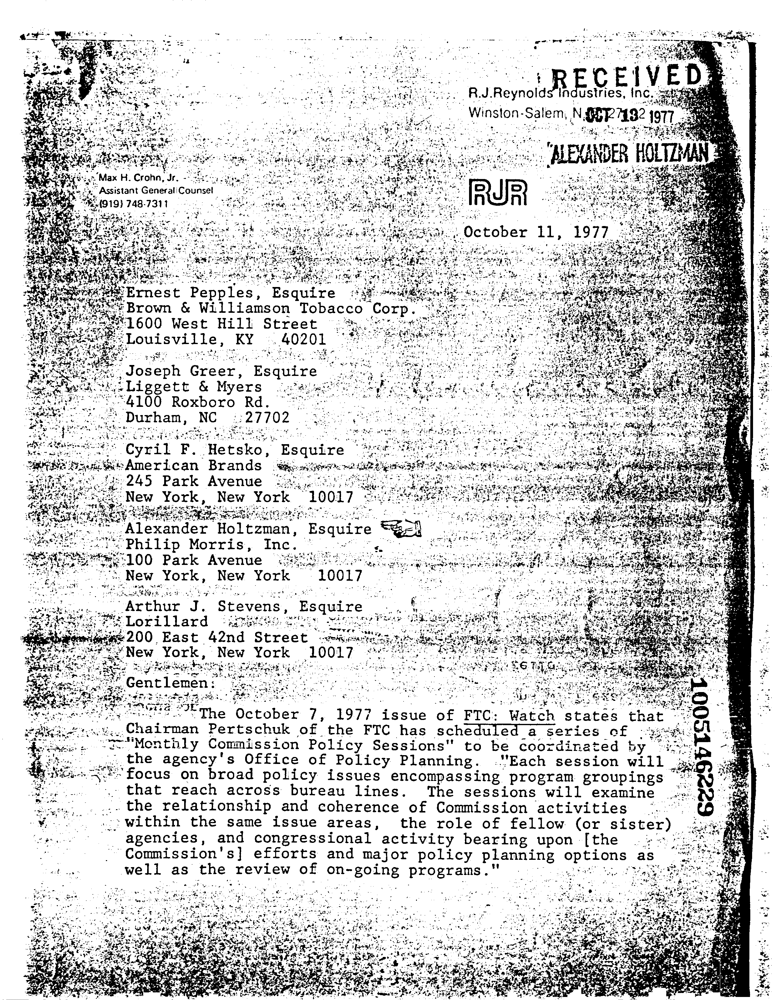 RECEIVED
R.J.Reynolds Industries, Inc.
Winston-Salem, N. 27102
OCT 13 1977
ALEXANDER HOLTZMAN
Max H. Crohn, Jr.
Assistant General Counsel
(919) 748-7311
RJR
October 11, 1977
Ernest Pepples, Esquire
Brown & Williamson Tobacco Corp.
1600 West Hill Street
Louisville, KY 40201
Joseph Greer, Esquire
Liggett & Myers
4100 Roxboro Rd.
Durham, NC 27702
Cyril F. Hetsko, Esquire
American Brands
245 Park Avenue
New York, New York 10017
Alexander Holtzman, Esquire
Philip Morris, Inc.
100 Park Avenue
New York, New York 10017
Arthur J. Stevens, Esquire
Lorillard
200 East 42nd Street
New York, New York 10017
Gentlemen:
The October 7, 1977 issue of FTC: Watch states that
Chairman Pertschuk of the FTC has scheduled a series of
"Monthly Commission Policy Sessions" to be coordinated by
the agency's Office of Policy Planning. "Each session will
focus on broad policy issues encompassing program groupings
that reach across bureau lines. The sessions will examine
the relationship and coherence of Commission activities
within the same issue areas, the role of fellow (or sister)
agencies, and congressional activity bearing upon [the
Commission's] efforts and major policy planning options as
well as the review of on-going programs."
1005146229